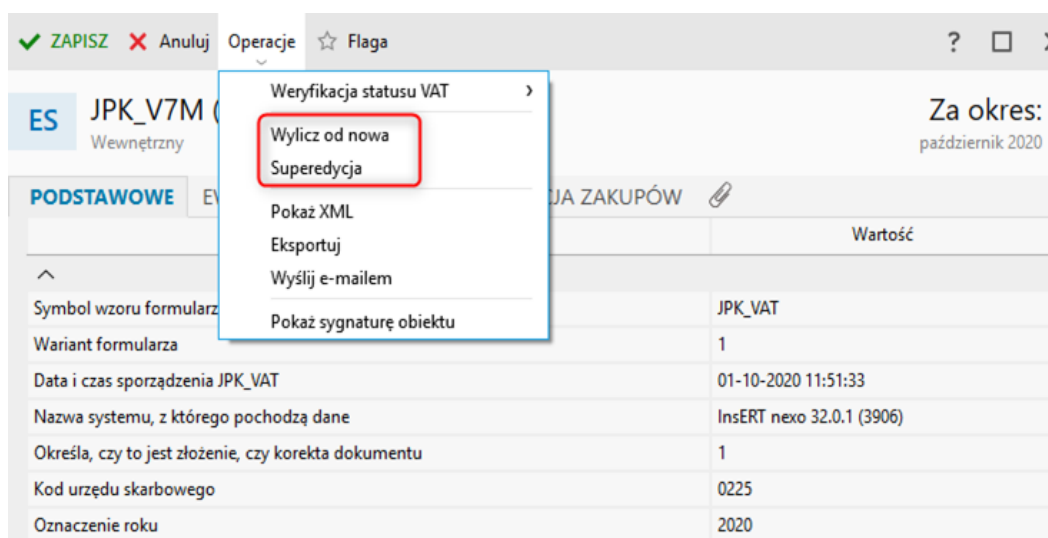 ZAPISZ Anuluj Operacje Flaga ?
Weryfikacja statusu VAT
ES JPK_V7M ( Za okres:
Wewnętrzny październik 2020
Wylicz od nowa
Superedycja
PODSTAWOWE JA ZAKUPÓW
Pokaż XML
Wartość
Eksportuj
Wyślij e-mailem
Symbol wzoru formularz JPK_VAT
Pokaż sygnaturę obiektu
Wariant formularza 1
Data i czas sporządzenia JPK_VAT 01-10-2020 11:51:33
Nazwa systemu, z którego pochodzą dane InsERT nexo 32.0.1 (3906)
Określa, czy to jest złożenie, czy korekta dokumentu 1
Kod urzędu skarbowego 0225
Oznaczenie roku 2020